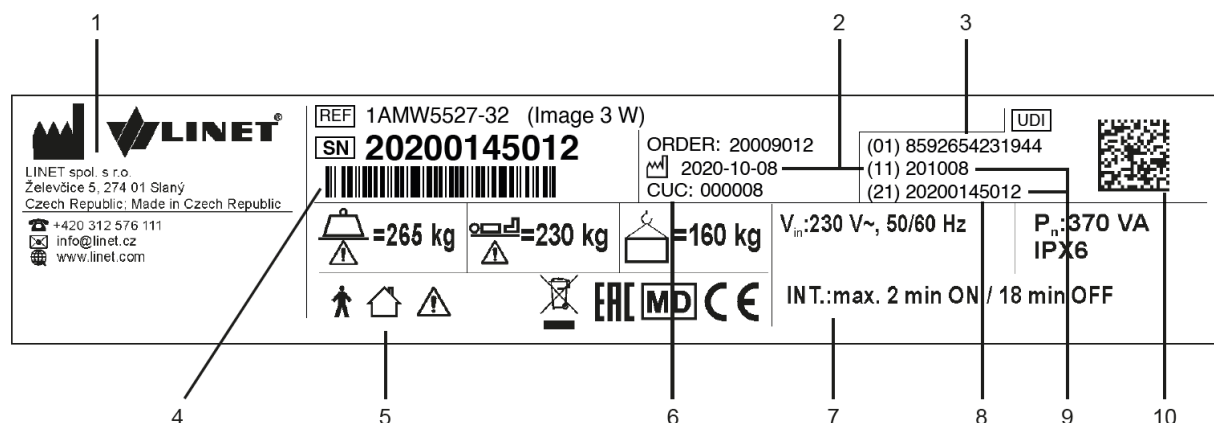 1 2 3
LINET®
LINET spol. s r.o.
Želevčice 5, 274 01 Slaný
Czech Republic; Made in Czech Republic
+420 312 576 111
info@linet.cz
www.linet.com
REF 1AMW5527-32 (Image 3 W)
SN 20200145012
ORDER: 20009012
2020-10-08
CUC: 000008
UDI
(01) 8592654231944
(11) 201008
(21) 20200145012
=265 kg =230 kg =160 kg
Vin:230 V~, 50/60 Hz
Pn:370 VA
IPX6
EAC MD CE
INT.:max. 2 min ON / 18 min OFF
4 5 6 7 8 9 10